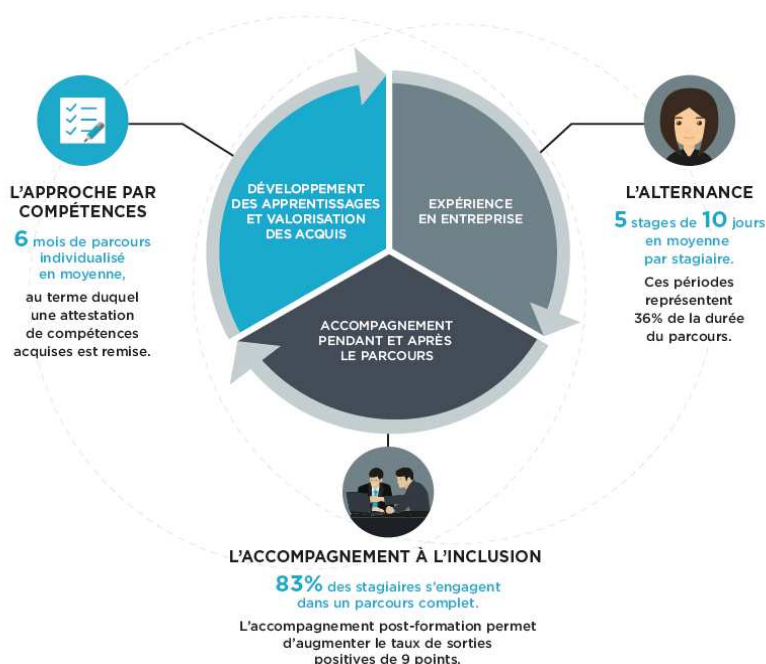 DÉVELOPPEMENT
DES APPRENTISSAGES
ET VALORISATION
DES ACQUIS
EXPÉRIENCE
EN ENTREPRISE
ACCOMPAGNEMENT
PENDANT ET APRÈS
LE PARCOURS
L'APPROCHE PAR
COMPÉTENCES
6 mois de parcours
individualisé
en moyenne,
au terme duquel
une attestation
de compétences
acquises est remise.
L'ALTERNANCE
5 stages de 10 jours
en moyenne
par stagiaire.
Ces périodes
représentent
36% de la durée
du parcours.
L'ACCOMPAGNEMENT À L'INCLUSION
83% des stagiaires s'engagent
dans un parcours complet.
L'accompagnement post-formation permet
d'augmenter le taux de sorties
positives de 9 points.